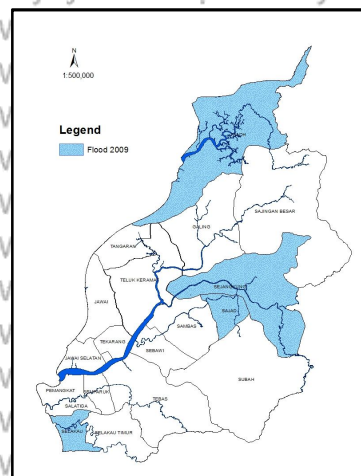 N
1:500,000
Legend
Flood 2009
SAJINGAN BESAR
GALING
TANGARAN
TELUK KERAMAT
SEJANGKUNG
JAWAI
SAJAD
SAMBAS
TEKARANG
SEBAWI
JAWAI SELATAN
SUBAH
PEMANGKAT
SEMPARUK
TEBAS
SALATIGA
SELAKAU
SELAKAU TIMUR